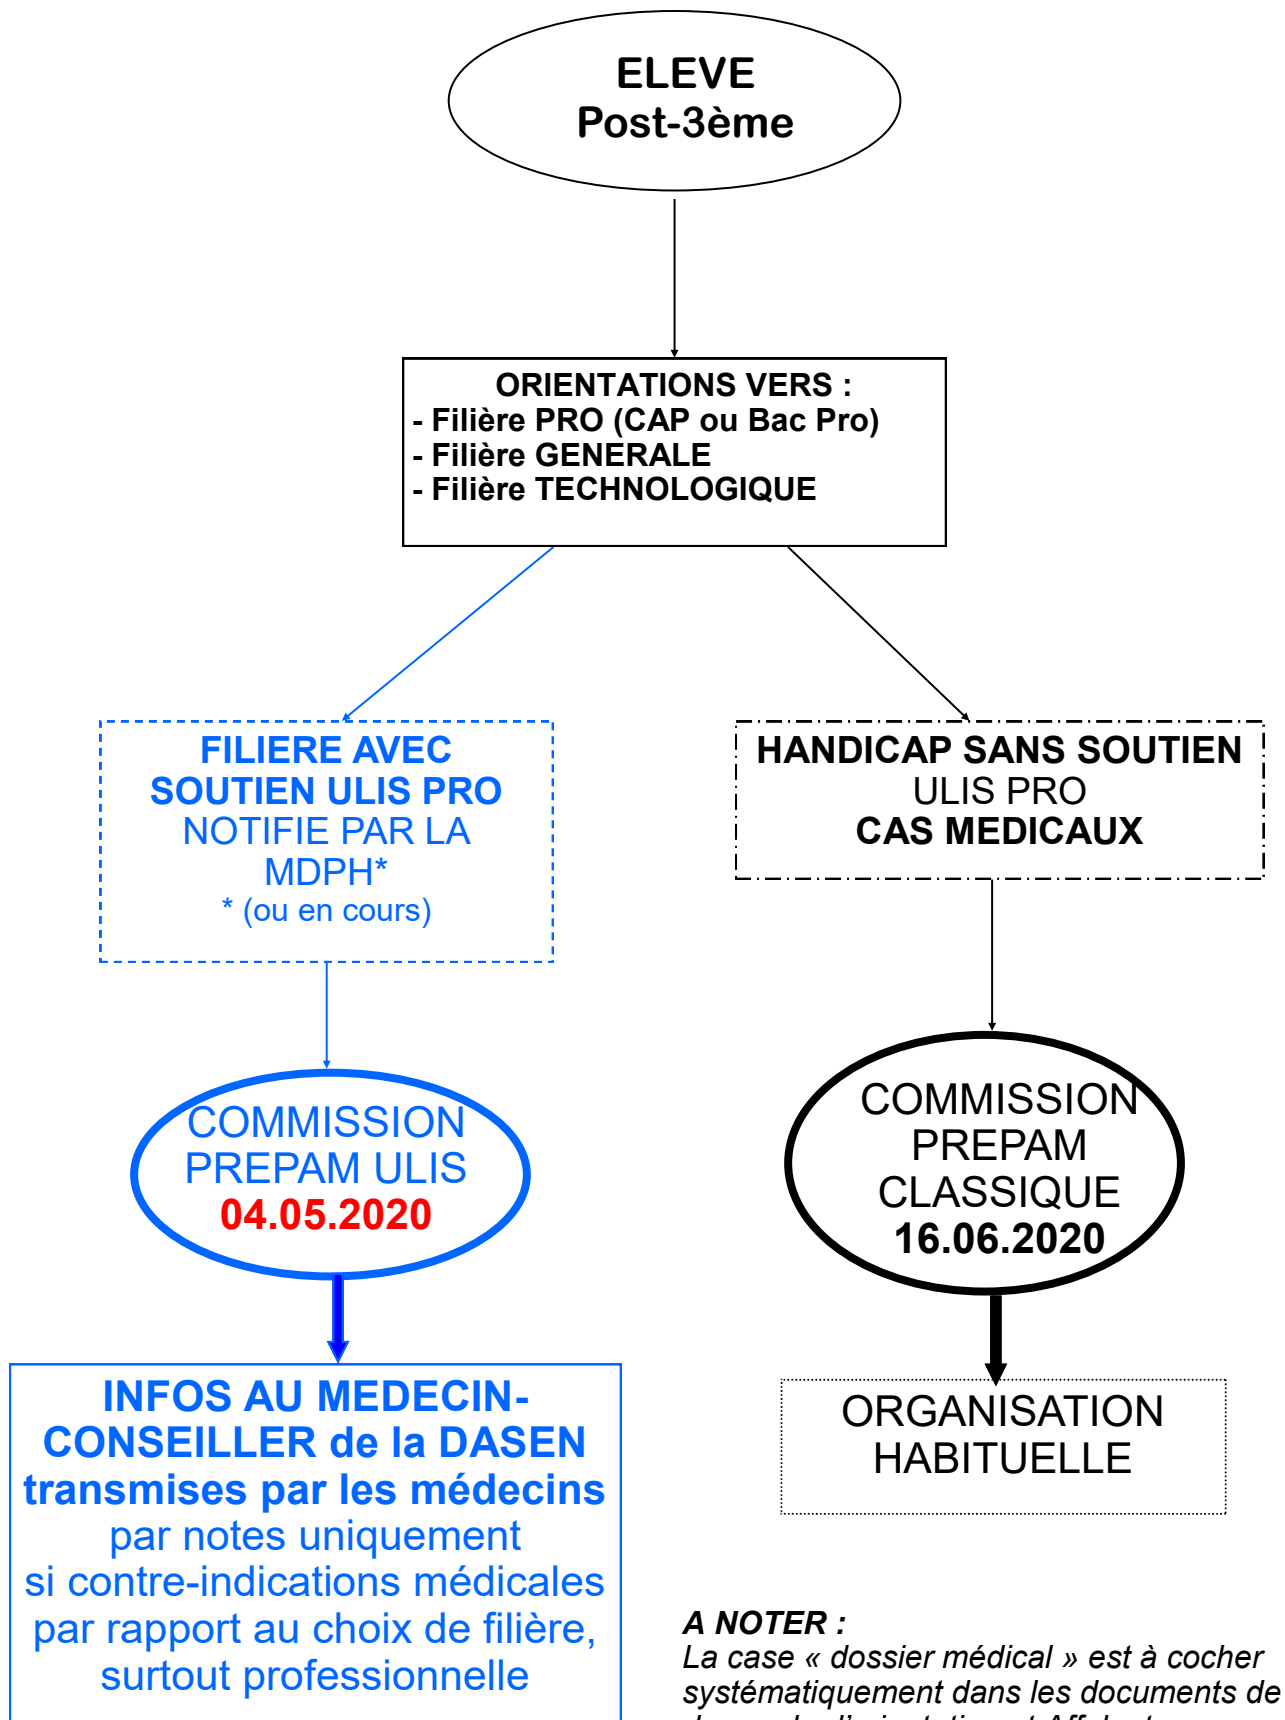 ELEVE
Post-3ème
ORIENTATIONS VERS :
- Filière PRO (CAP ou Bac Pro)
- Filière GENERALE
- Filière TECHNOLOGIQUE
FILIERE AVEC
SOUTIEN ULIS PRO
NOTIFIE PAR LA
MDPH*
* (ou en cours)
HANDICAP SANS SOUTIEN
ULIS PRO
CAS MEDICAUX
COMMISSION
PREPAM ULIS
04.05.2020
COMMISSION
PREPAM
CLASSIQUE
16.06.2020
INFOS AU MEDECIN-
CONSEILLER de la DASEN
transmises par les médecins
par notes uniquement
si contre-indications médicales
par rapport au choix de filière,
surtout professionnelle
ORGANISATION
HABITUELLE
A NOTER :
La case « dossier médical » est à cocher
systématiquement dans les documents de